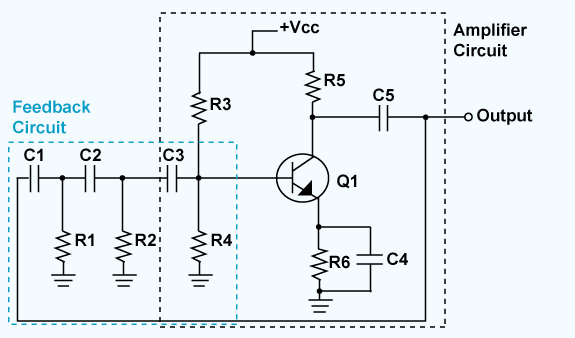 +Vcc
Amplifier
Circuit
R5
R3
C5
Output
Feedback
Circuit
C1
C2
C3
Q1
R1
R2
R4
R6
C4